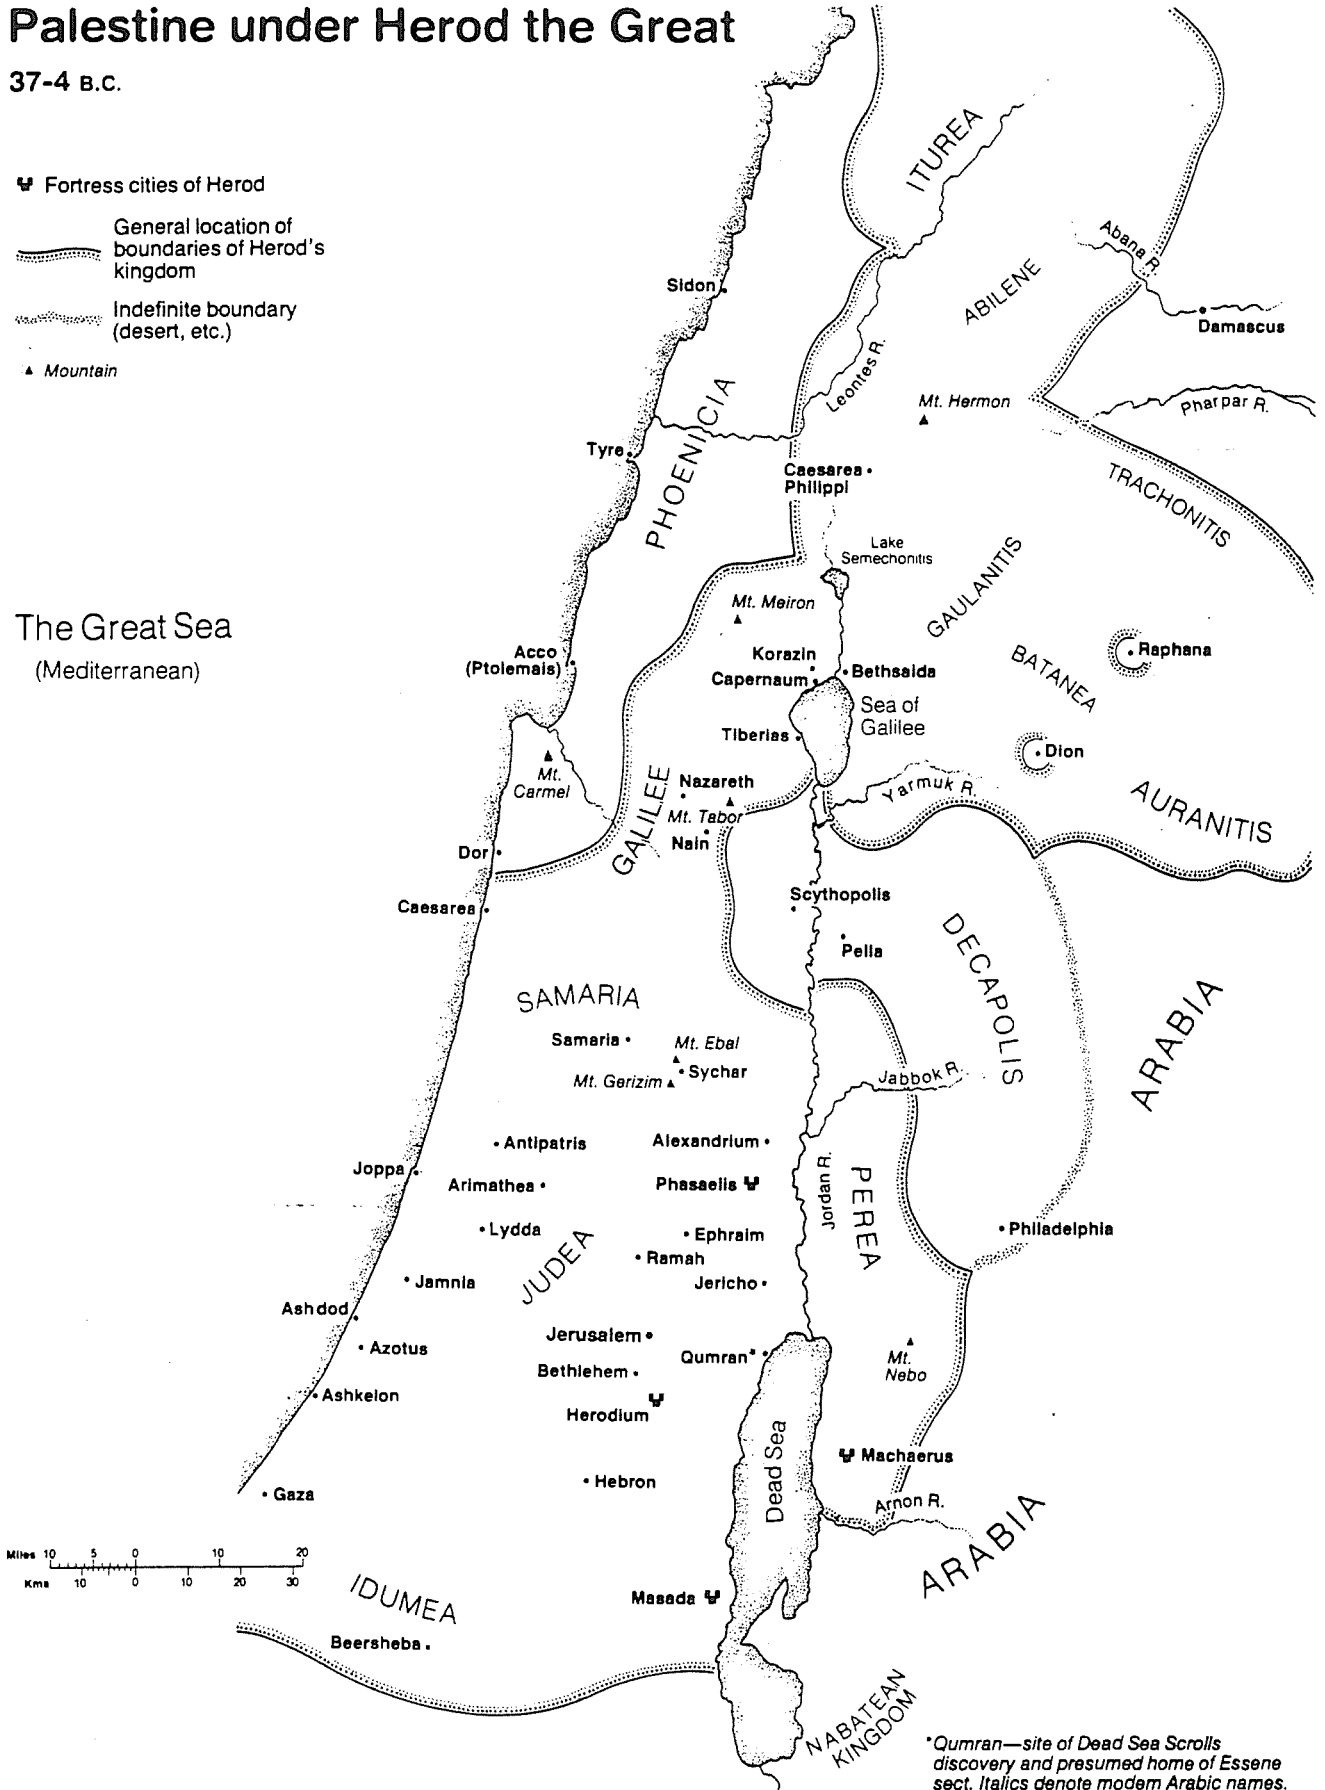 Palestine under Herod the Great
37-4 B.C.
Fortress cities of Herod
General location of
boundaries of Herod's
kingdom
Indefinite boundary
(desert, etc.)
Mountain
ITUREA
Abana R.
Sidon
ABILENE
Damascus
Leontes R.
Mt. Hermon
Pharpar R.
PHOENICIA
Tyre
Caesarea
Philippi
TRACHONITIS
Lake
Semechonitis
GAULANITIS
Mt. Meiron
The Great Sea
(Mediterranean)
Acco
(Ptolemais)
Korazin
Capernaum
Bethsaida
BATANEA
Raphana
Sea of
Galilee
Tiberias
Dion
Mt.
Carmel
GALILEE
Nazareth
Mt. Tabor
Nain
Yarmuk R.
AURANITIS
Dor
Caesarea
Scythopolis
Pella
DECAPOLIS
SAMARIA
ARABIA
Samaria
Mt. Ebal
Sychar
Mt. Gerizim
Jabbok R.
Antipatris
Alexandrium
Joppa
Arimathea
Phasaelis
Jordan R.
PEREA
Lydda
Ephraim
Philadelphia
JUDEA
Ramah
Jamnia
Jericho
Ashdod
Jerusalem
Azotus
Qumran*
Mt.
Nebo
Bethlehem
Ashkelon
Herodium
Dead Sea
Machaerus
Hebron
Gaza
Arnon R.
ARABIA
Miles 10 5 0 10 20
Kms 10 0 10 20 30
IDUMEA
Masada
Beersheba
NABATEAN
KINGDOM
*Qumran—site of Dead Sea Scrolls
discovery and presumed home of Essene
sect. Italics denote modern Arabic names.